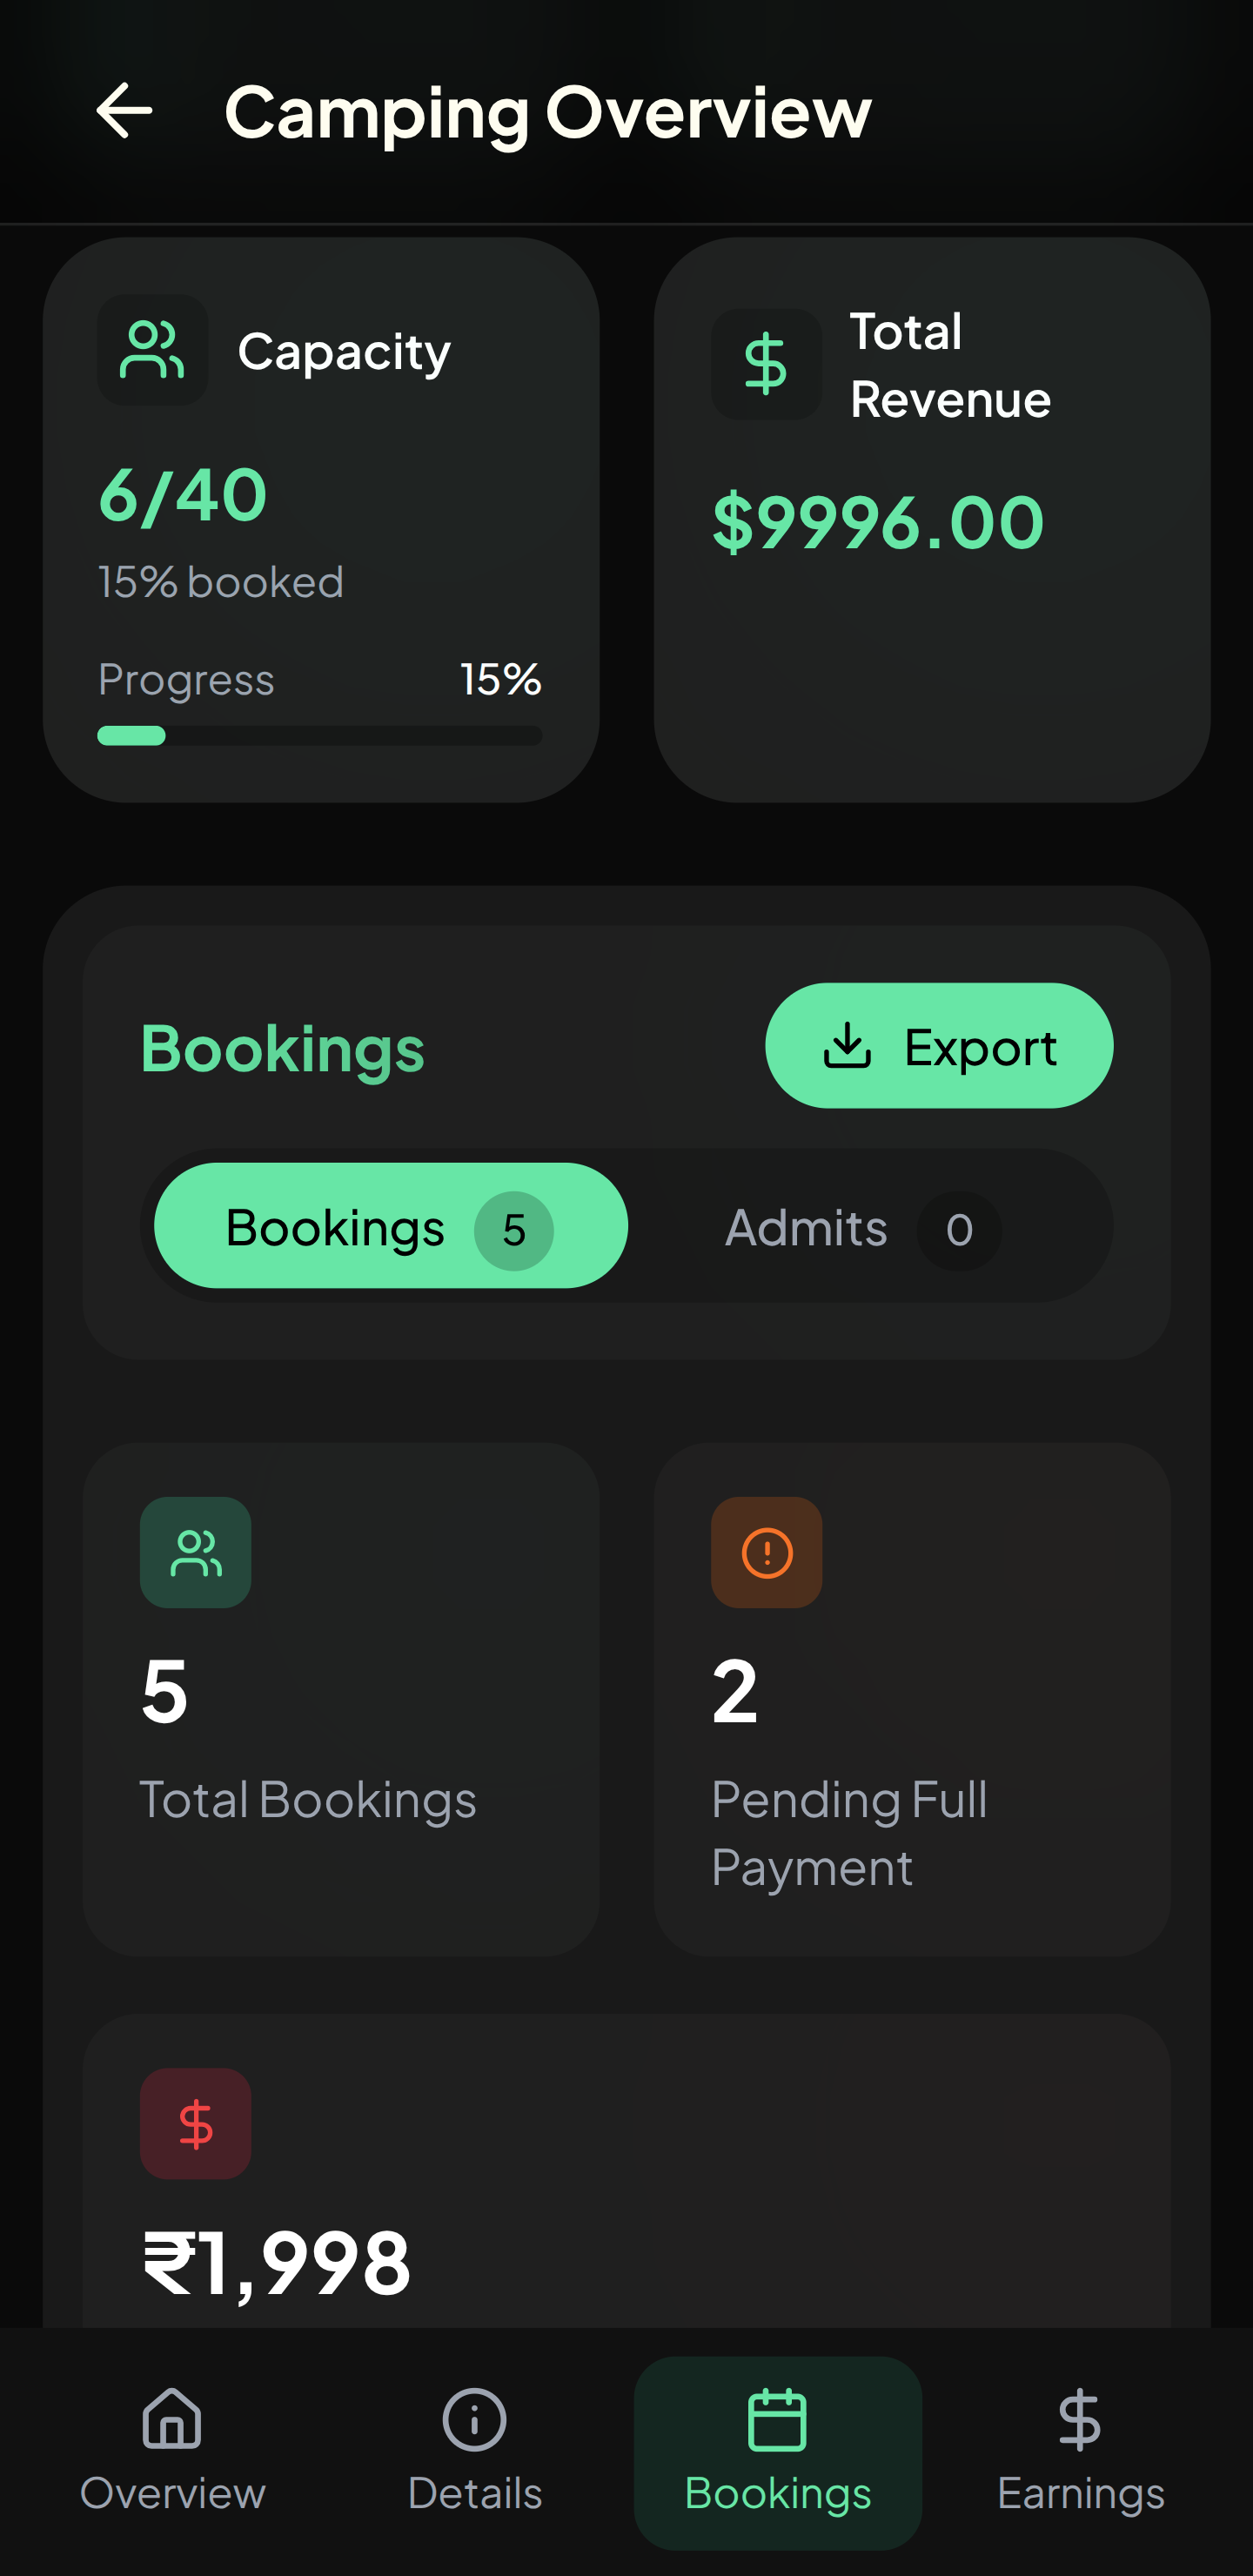 Camping Overview
Capacity
6/40
15% booked
Progress 15%
Total
Revenue
$9996.00
Bookings
Export
Bookings 5
Admits 0
5
Total Bookings
2
Pending Full
Payment
₹1,998
Overview
Details
Bookings
Earnings